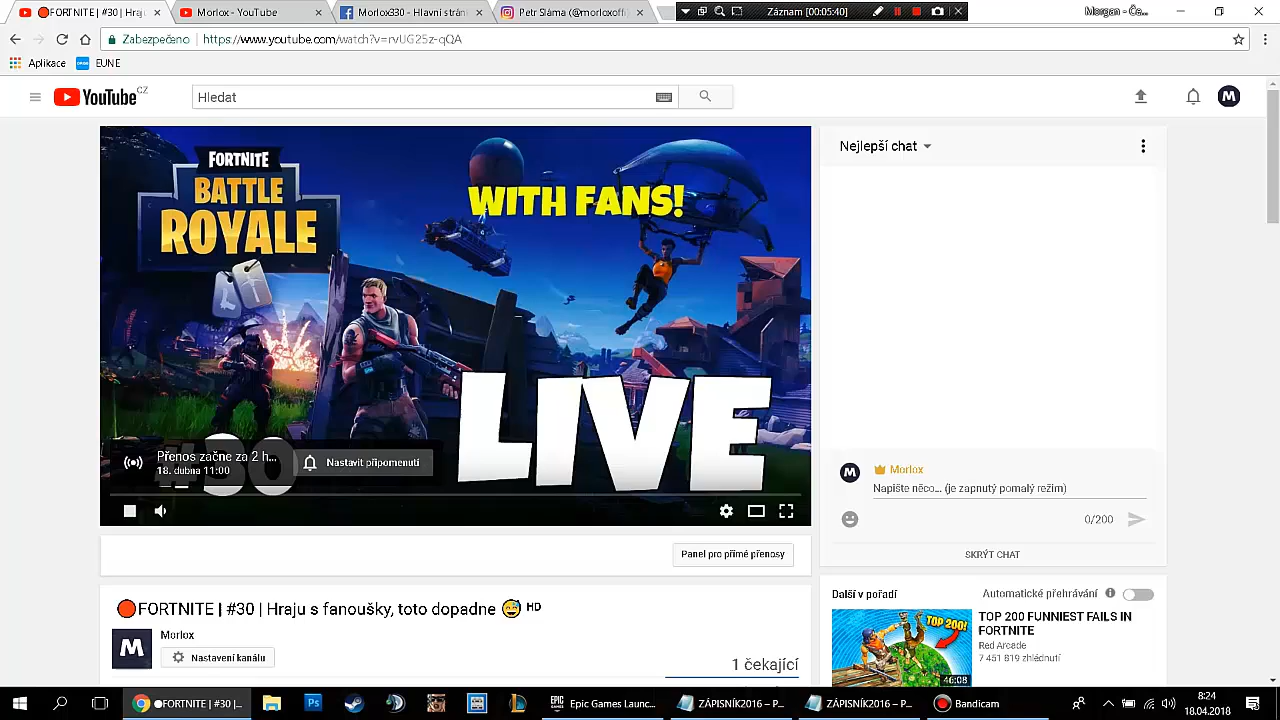 🔴FORTNITE | #30 | Hraj
Morlox - YouTube
Morlox330 - Hlavní strán
Petr Sláma (@morloxoffi
Záznam [00:05:40]
Morgan - Če...
Zabezpečeno
https://www.youtube.com/watch?v=rvUG25z-qQA
Aplikace
EUNE
YouTube CZ
Hledat
M
FORTNITE
BATTLE
ROYALE
WITH FANS!
LIVE
#30
Přenos začne za 2 h...
18. dubna 11:00
Nastavit připomenutí
Nejlepší chat
M
Morlox
Napište něco... (je zapnutý pomalý režim)
0/200
SKRÝT CHAT
Panel pro přímé přenosy
🔴FORTNITE | #30 | Hraju s fanoušky, toto dopadne 😅 HD
M
Morlox
Nastavení kanálu
1 čekající
Další v pořadí
Automatické přehrávání
TOP 200!
46:08
TOP 200 FUNNIEST FAILS IN
FORTNITE
Red Arcade
7 451 819 zhlédnutí
●FORTNITE | #30 |...
Ps
EPIC
GAMES
Epic Games Launc...
ZÁPISNÍK2016 – P...
ZÁPISNÍK2016 – P...
Bandicam
8:24
18.04.2018